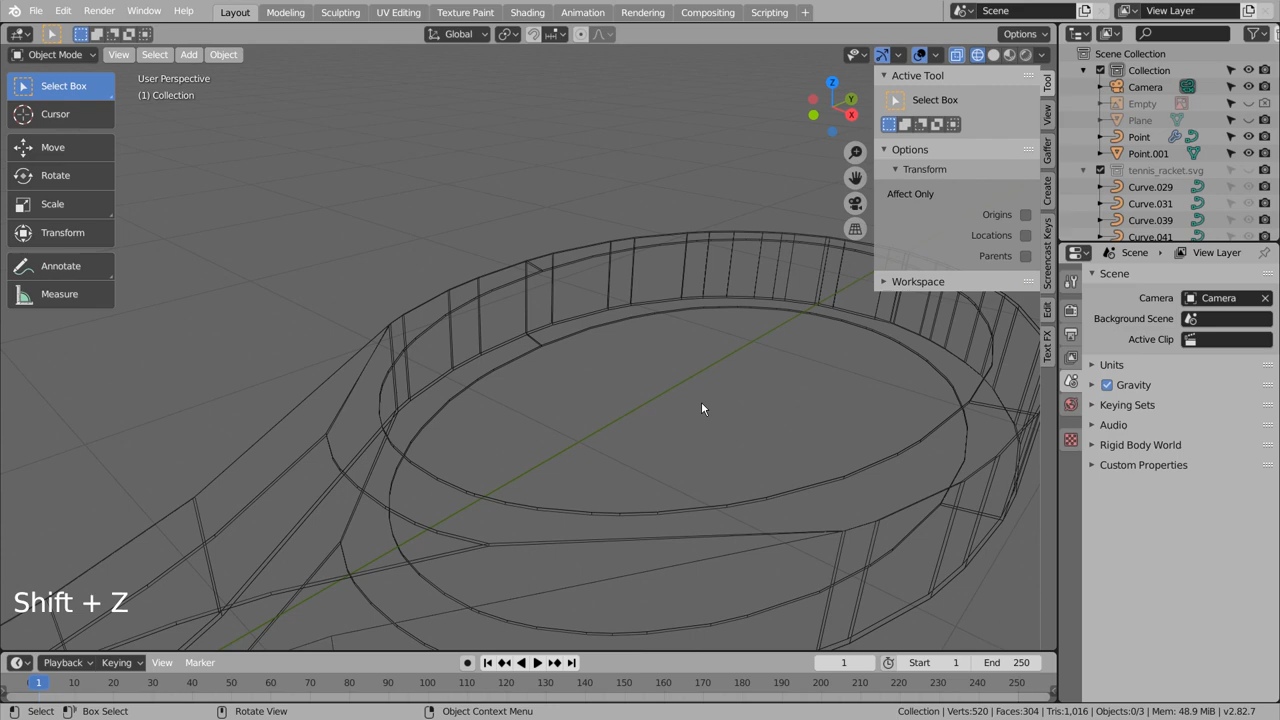 File Edit Render Window Help Layout Modeling Sculpting UV Editing Texture Paint Shading Animation Rendering Compositing Scripting + Scene View Layer
Global Options
Object Mode View Select Add Object
Scene Collection
Collection
Camera
Empty
Plane
Point
Point.001
tennis_racket.svg
Curve.029
Curve.031
Curve.039
Curve.041
User Perspective
(1) Collection
Select Box
Cursor
Move
Rotate
Scale
Transform
Annotate
Measure
Z
Y
X
Active Tool
Select Box
Options
Transform
Affect Only
Origins
Locations
Parents
Workspace
Tool
View
Gaffer
Create
Screencast Keys
Edit
Text FX
Scene View Layer
Scene
Camera Camera
Background Scene
Active Clip
Units
Gravity
Keying Sets
Audio
Rigid Body World
Custom Properties
Shift + Z
Playback Keying View Marker 1 Start 1 End 250
1 10 20 30 40 50 60 70 80 90 100 110 120 130 140 150 160 170 180 190 200 210 220 230 240 250
Select Box Select Rotate View Object Context Menu Collection | Verts:520 | Faces:304 | Tris:1,016 | Objects:0/3 | Mem: 48.9 MiB | v2.82.7